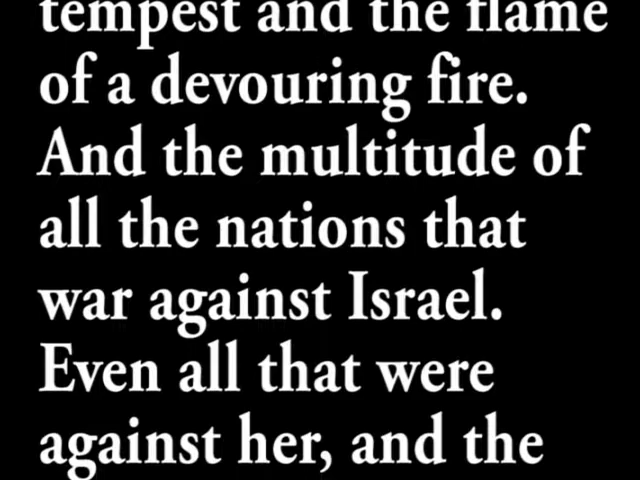 tempest and the flame
of a devouring fire.
And the multitude of
all the nations that
war against Israel.
Even all that were
against her, and the